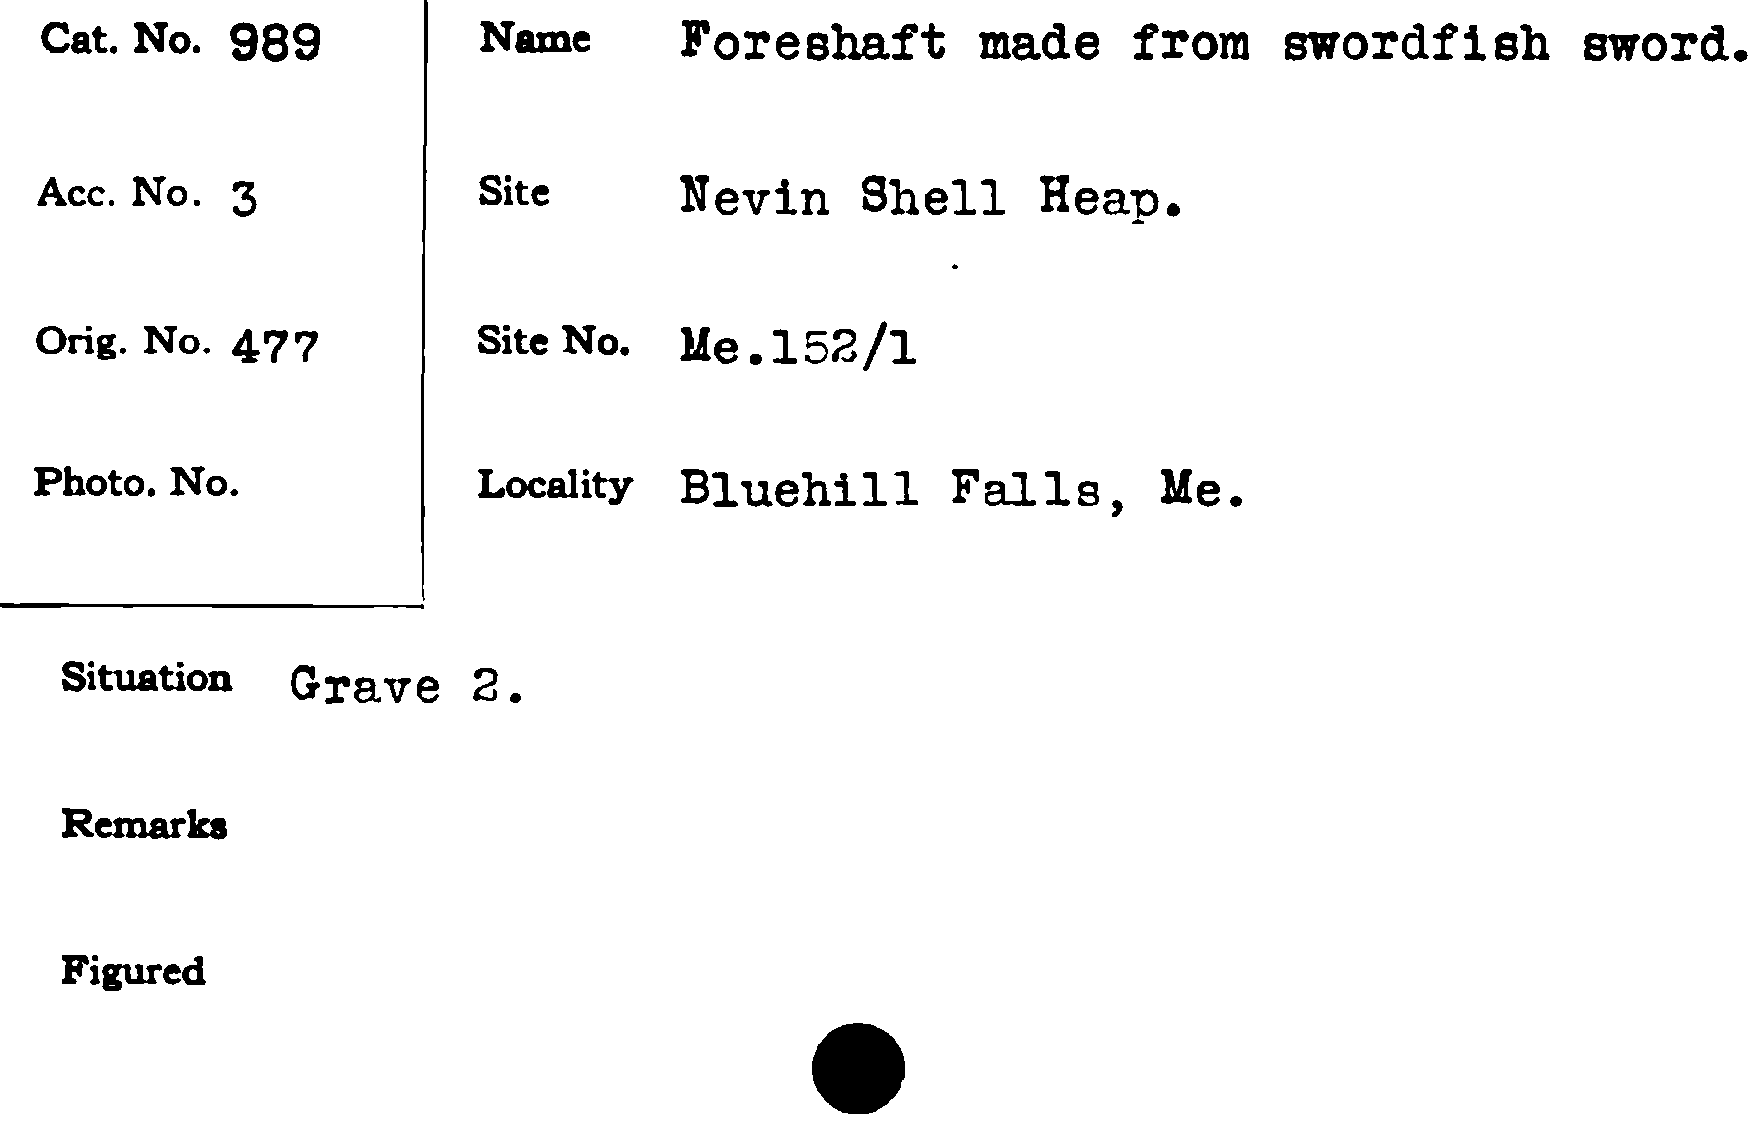 Cat. No. 989
Name Foreshaft made from swordfish sword.
Acc. No. 3
Site Nevin Shell Heap.
Orig. No. 477
Site No. Me.152/1
Photo. No.
Locality Bluehill Falls, Me.
Situation Grave 2.
Remarks
Figured